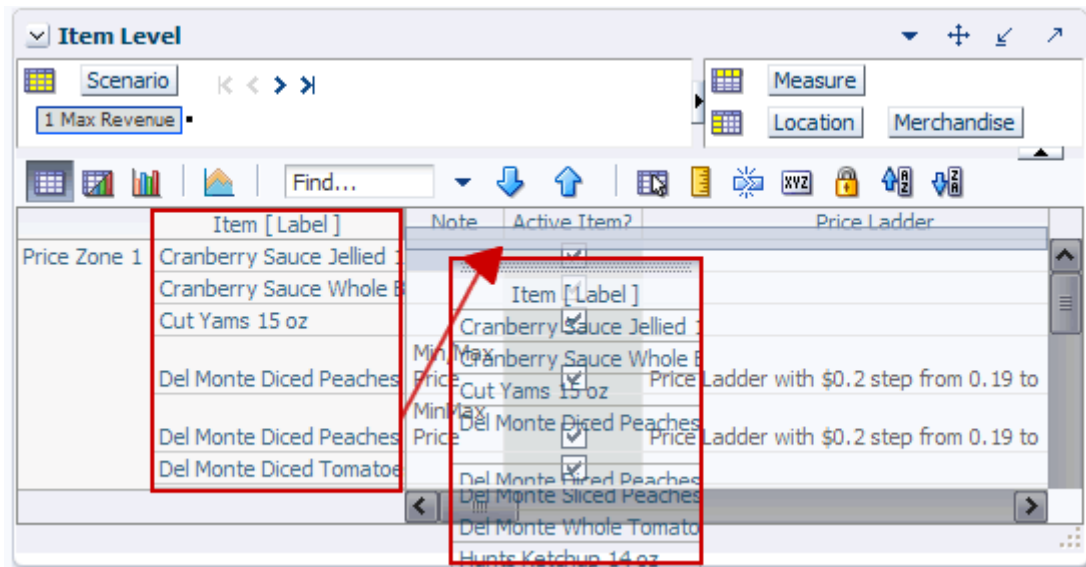 Item Level
Scenario
Measure
1 Max Revenue
Location Merchandise
Find...
XYZ
Item [ Label ] Note Active Item? Price Ladder
Price Zone 1 Cranberry Sauce Jellied 1
Cranberry Sauce Whole B
Item [ Label ]
Cut Yams 15 oz
Cranberry Sauce Jellied 1
Min/Max Cranberry Sauce Whole B
Del Monte Diced Peaches Price Cut Yams 15 oz Price Ladder with $0.2 step from 0.19 to
MinMax Del Monte Diced Peaches
Del Monte Diced Peaches Price Price Ladder with $0.2 step from 0.19 to
Del Monte Diced Tomatoe Del Monte Diced Peaches
Del Monte Sliced Peaches
Del Monte Whole Tomato
Hunts Ketchup 14 oz